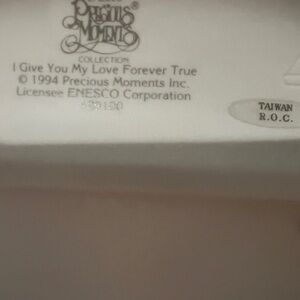 Precious
Moments®
COLLECTION
I Give You My Love Forever True
© 1994 Precious Moments Inc.
Licensee ENESCO Corporation
TAIWAN
R.O.C.